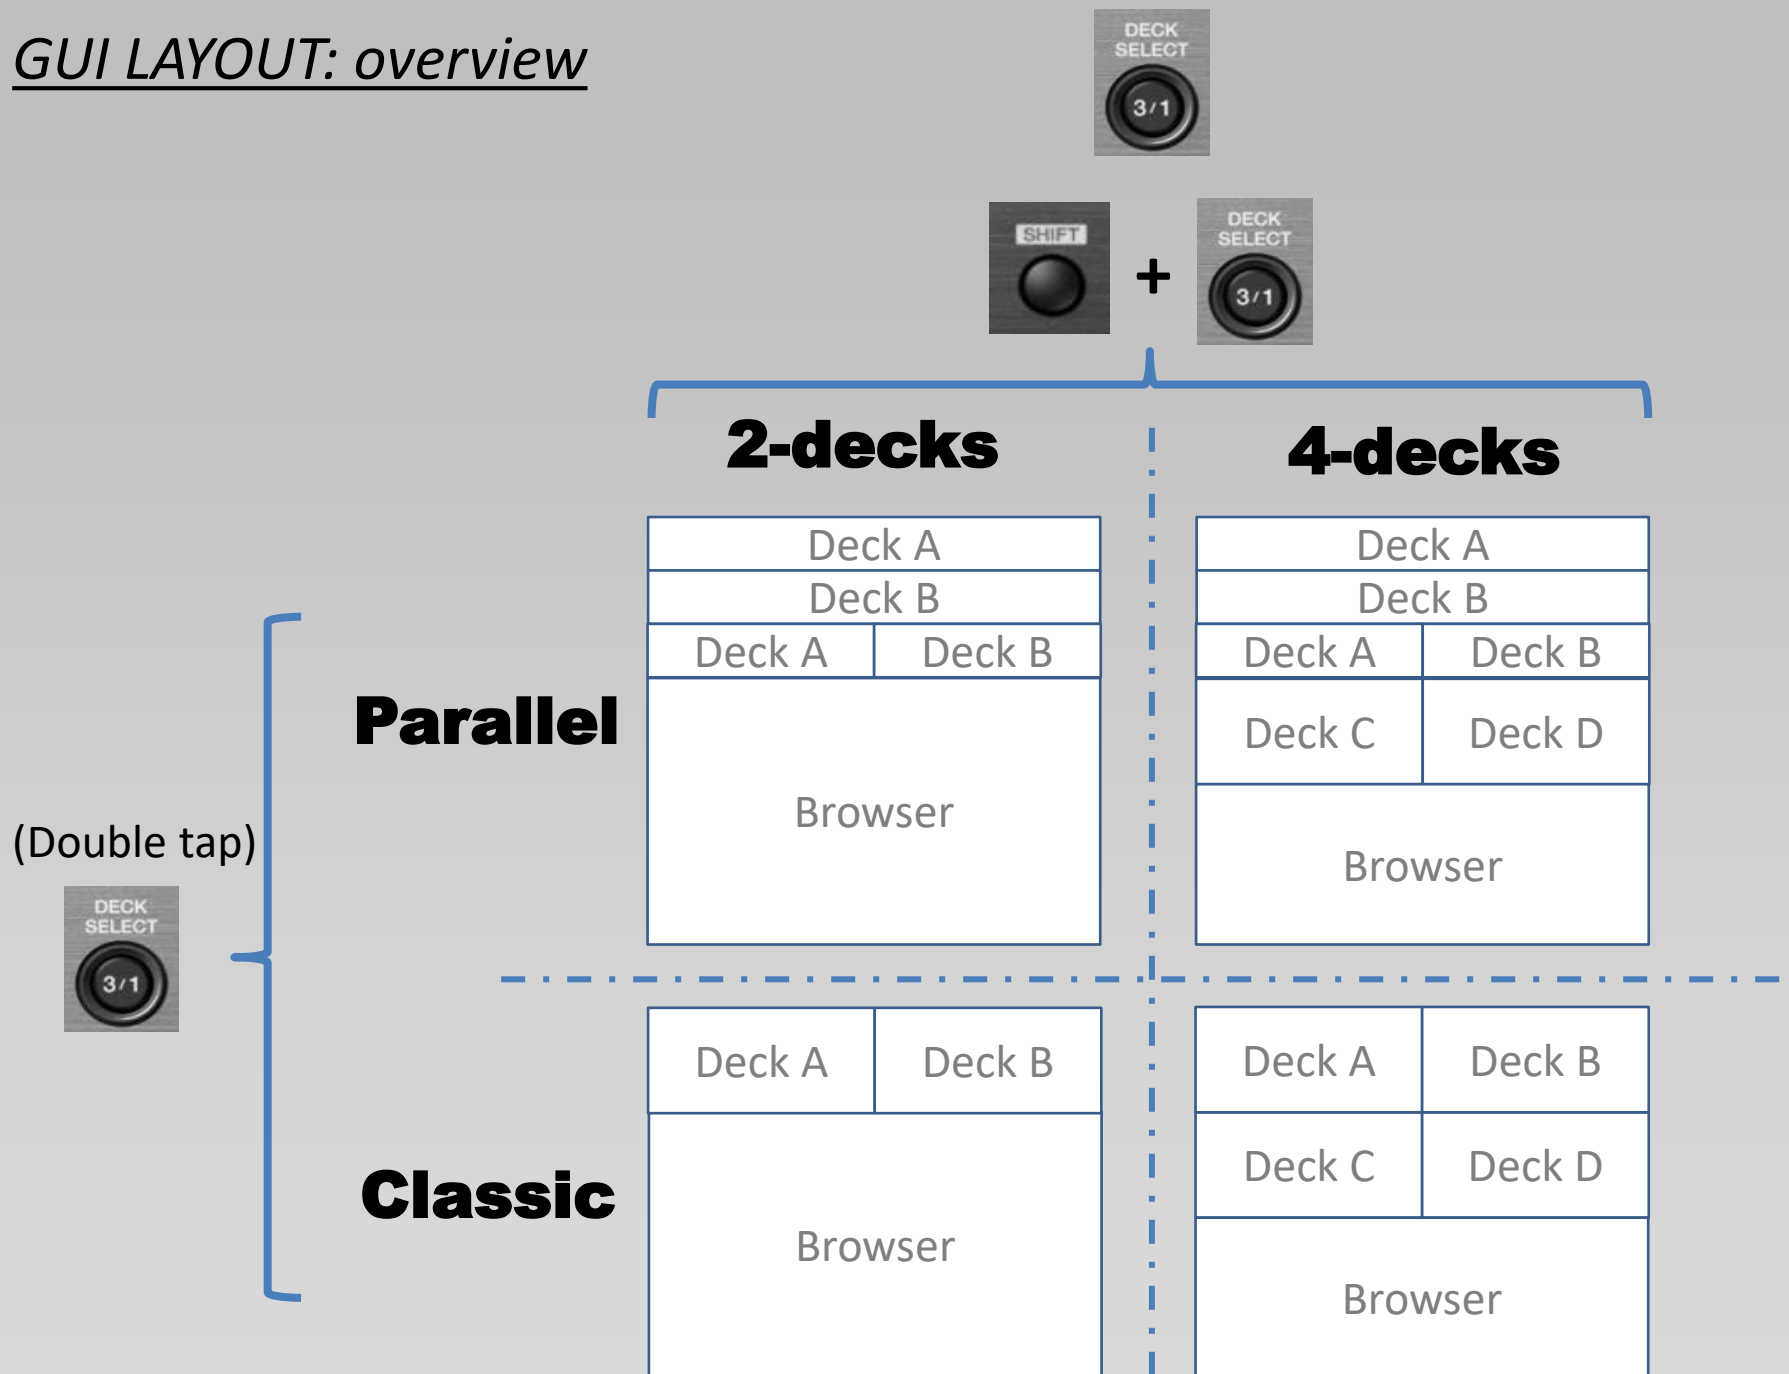 GUI LAYOUT: overview
DECK
SELECT
3/1
SHIFT
+
DECK
SELECT
3/1
2-decks
4-decks
Deck A
Deck B
Deck A Deck B
Browser
Deck A
Deck B
Deck A Deck B
Deck C Deck D
Browser
Parallel
(Double tap)
DECK
SELECT
3/1
Classic
Deck A Deck B
Browser
Deck A Deck B
Deck C Deck D
Browser